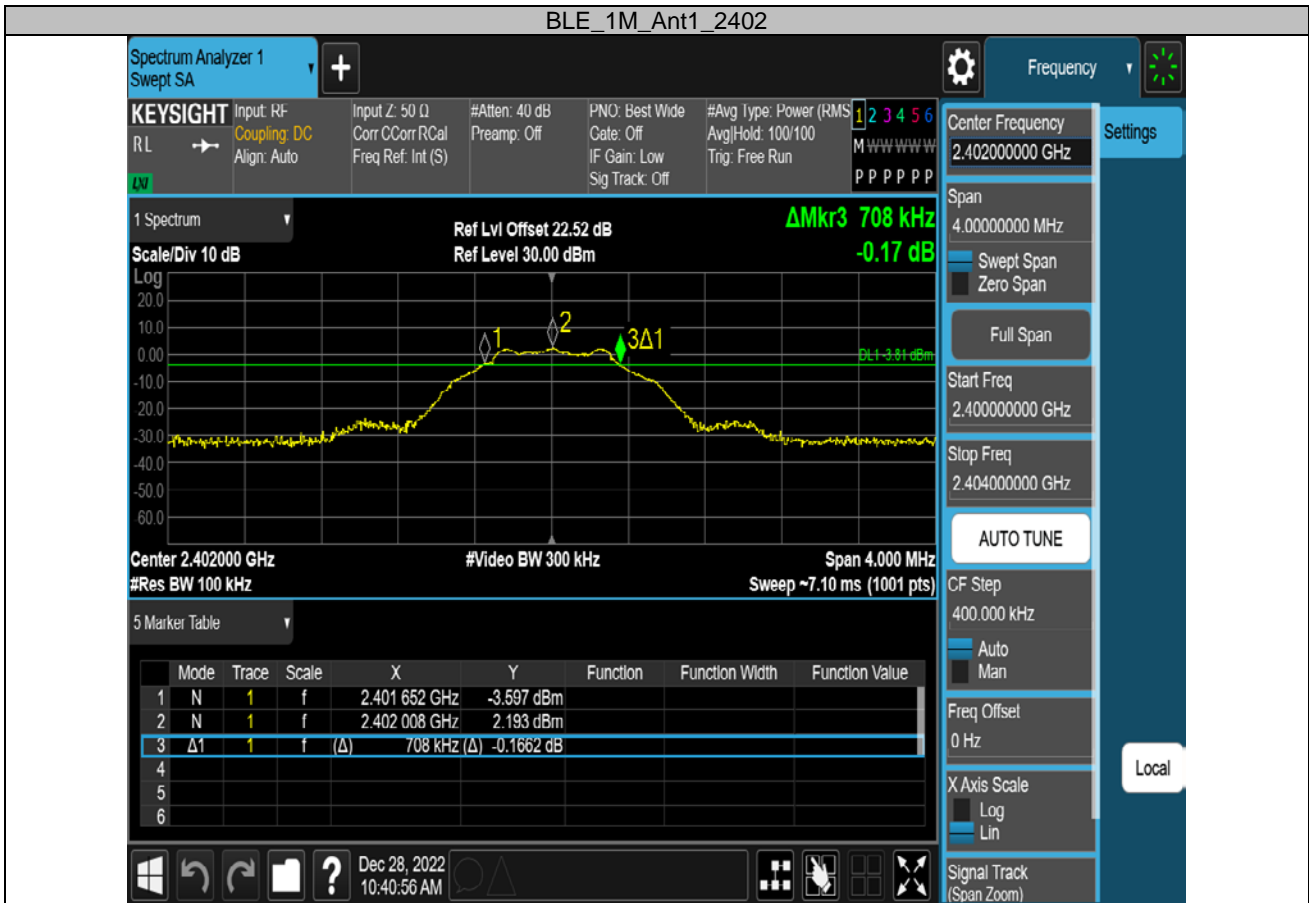 BLE_1M_Ant1_2402
Spectrum Analyzer 1
Swept SA
+
Frequency
KEYSIGHT
RL
LXI
Input: RF
Coupling: DC
Align: Auto
Input Z: 50 Ω
Corr CCorr RCal
Freq Ref: Int (S)
#Atten: 40 dB
Preamp: Off
PNO: Best Wide
Gate: Off
IF Gain: Low
Sig Track: Off
#Avg Type: Power (RMS
Avg|Hold: 100/100
Trig: Free Run
1 2 3 4 5 6
M W W W W W
P P P P P P
1 Spectrum
Scale/Div 10 dB
Ref Lvl Offset 22.52 dB
Ref Level 30.00 dBm
ΔMkr3 708 kHz
-0.17 dB
Log
20.0
10.0
0.00
-10.0
-20.0
-30.0
-40.0
-50.0
-60.0
1
2
3Δ1
DL1 -3.81 dBm
Center 2.402000 GHz
#Video BW 300 kHz
Span 4.000 MHz
#Res BW 100 kHz
Sweep ~7.10 ms (1001 pts)
5 Marker Table
Mode Trace Scale X Y Function Function Width Function Value
1 N 1 f 2.401 652 GHz -3.597 dBm
2 N 1 f 2.402 008 GHz 2.193 dBm
3 Δ1 1 f (Δ) 708 kHz (Δ) -0.1662 dB
4
5
6
?
Dec 28, 2022
10:40:56 AM
Settings
Center Frequency
2.402000000 GHz
Span
4.00000000 MHz
Swept Span
Zero Span
Full Span
Start Freq
2.400000000 GHz
Stop Freq
2.404000000 GHz
AUTO TUNE
CF Step
400.000 kHz
Auto
Man
Freq Offset
0 Hz
X Axis Scale
Log
Lin
Signal Track
(Span Zoom)
Local